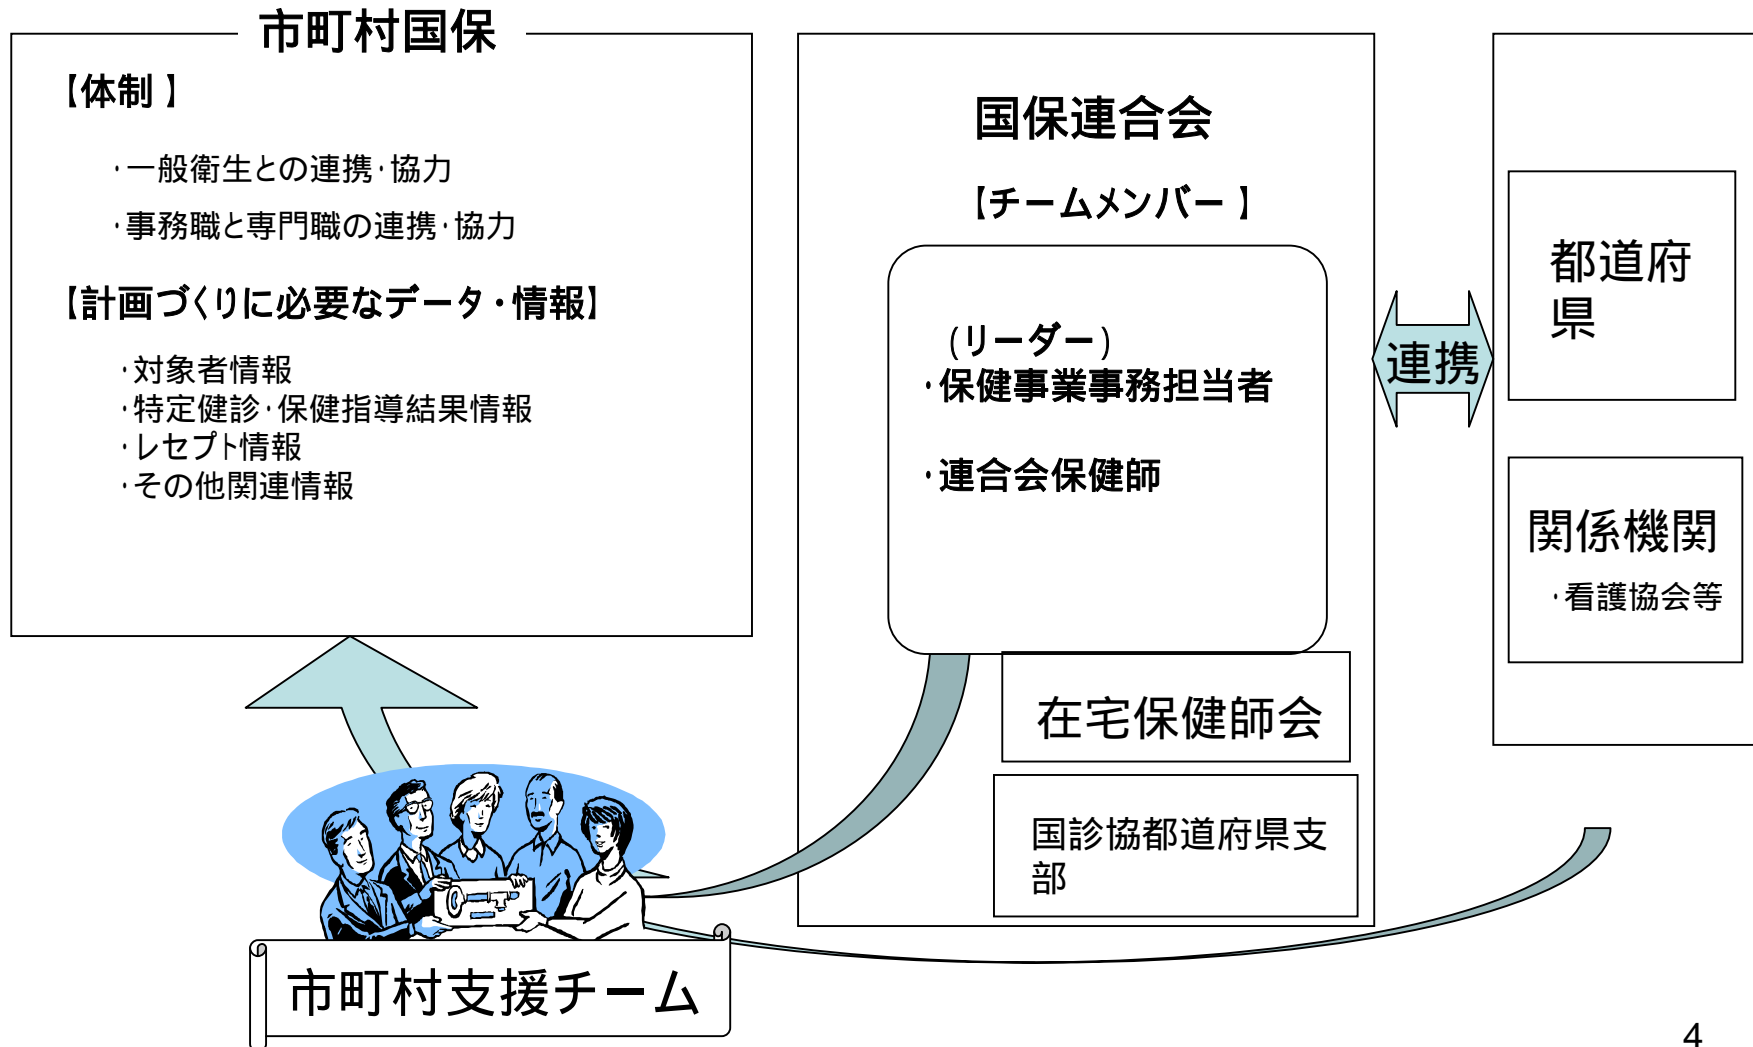 市町村国保
【体制】
・一般衛生との連携・協力
・事務職と専門職の連携・協力
【計画づくりに必要なデータ・情報】
・対象者情報
・特定健診・保健指導結果情報
・レセプト情報
・その他関連情報
国保連合会
【チームメンバー】
(リーダー)
・保健事業事務担当者
・連合会保健師
在宅保健師会
国診協都道府県支
部
連携
都道府
県
関係機関
・看護協会等
市町村支援チーム
4